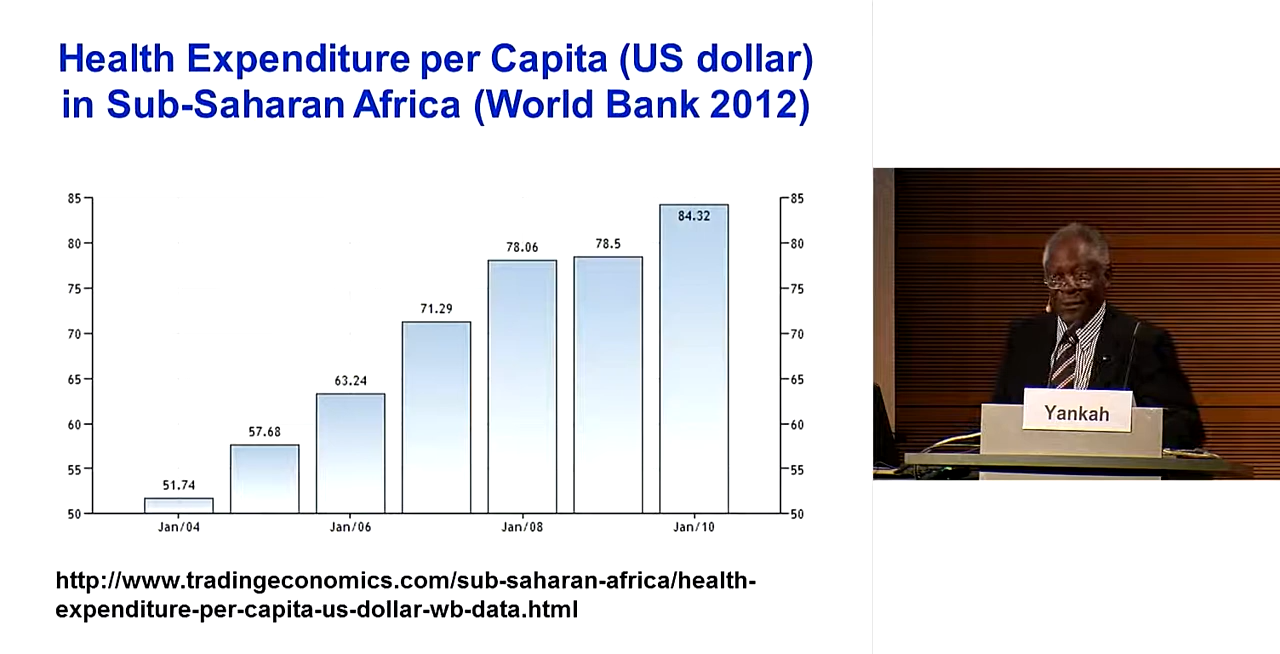 Health Expenditure per Capita (US dollar)
in Sub-Saharan Africa (World Bank 2012)
85
80
75
70
65
60
55
50
51.74
57.68
63.24
71.29
78.06
78.5
84.32
85
80
75
70
65
60
55
50
Jan/04
Jan/06
Jan/08
Jan/10
http://www.tradingeconomics.com/sub-saharan-africa/health-
expenditure-per-capita-us-dollar-wb-data.html
Yankah